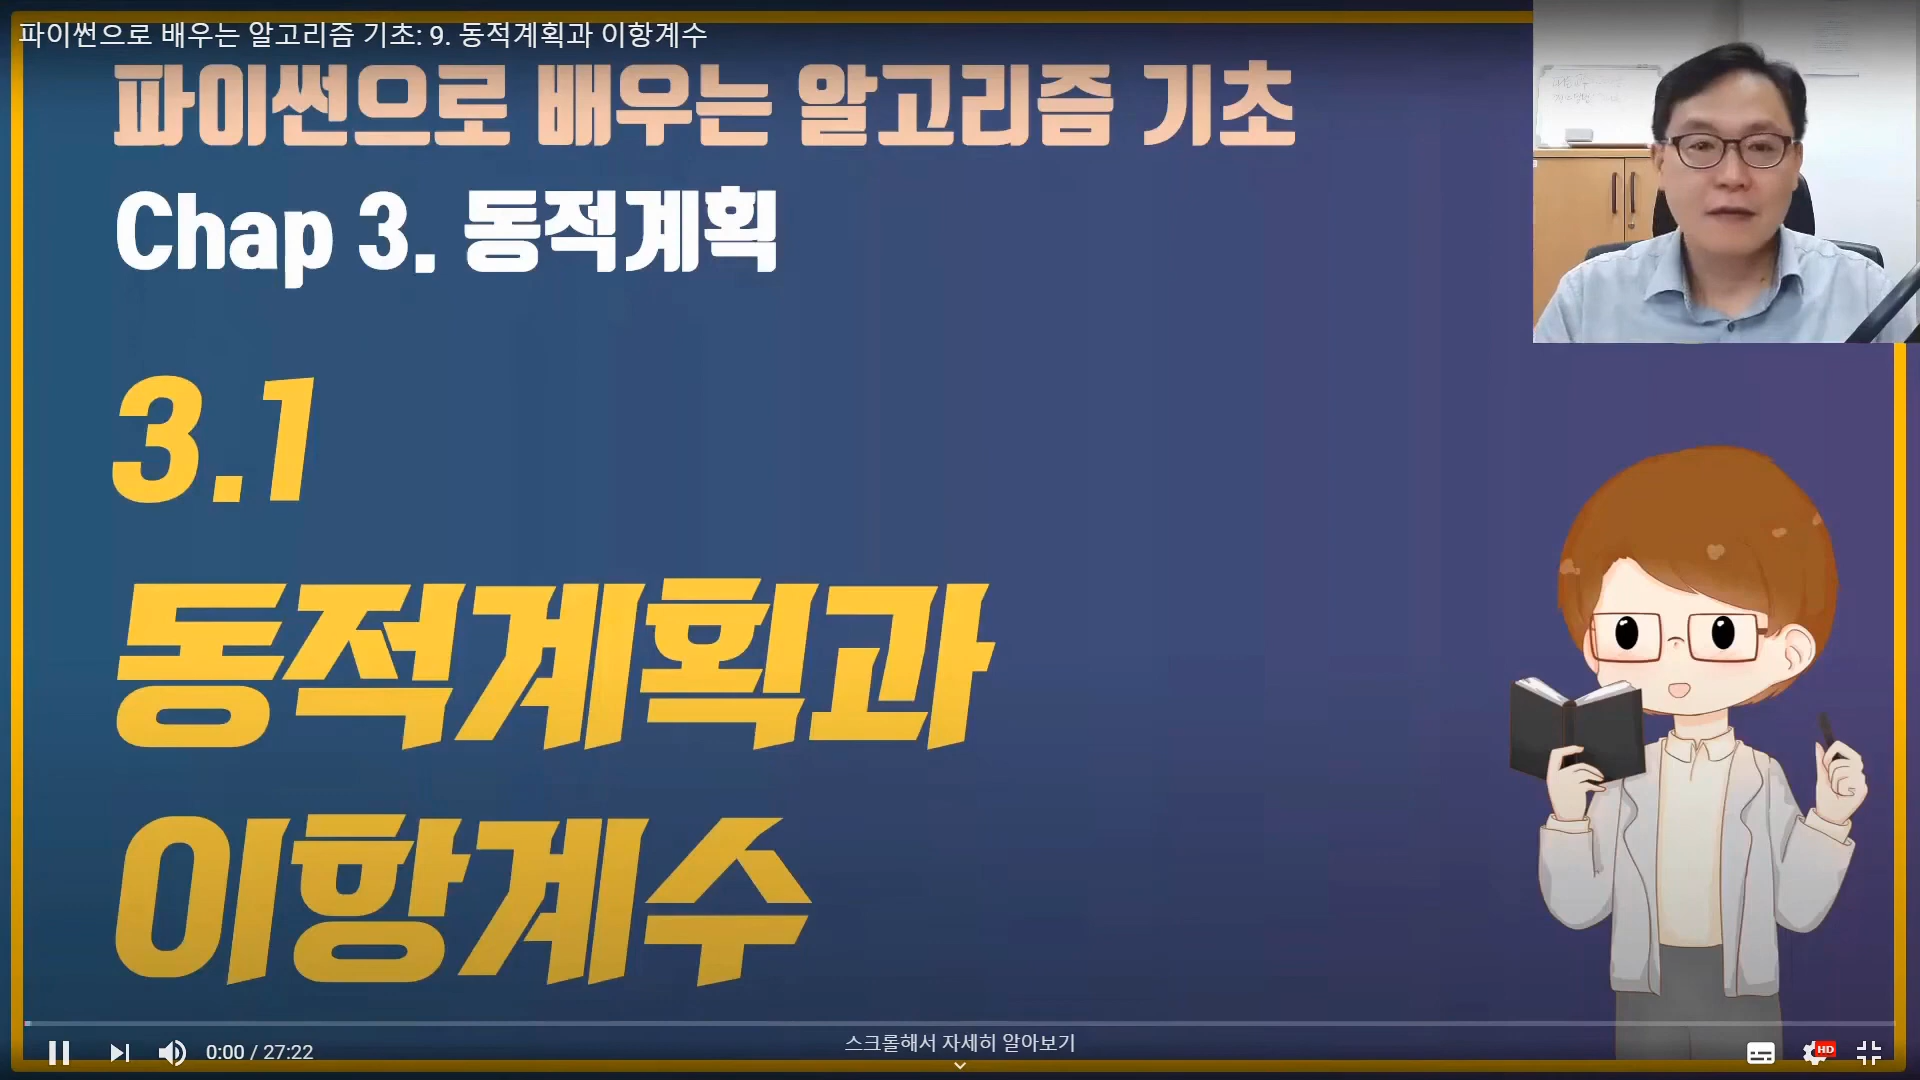 파이썬으로 배우는 알고리즘 기초: 9. 동적계획과 이항계수
파이썬으로 배우는 알고리즘 기초
Chap 3. 동적계획
3.1
동적계획과
이항계수
스크롤해서 자세히 알아보기
0:00 / 27:22
HD